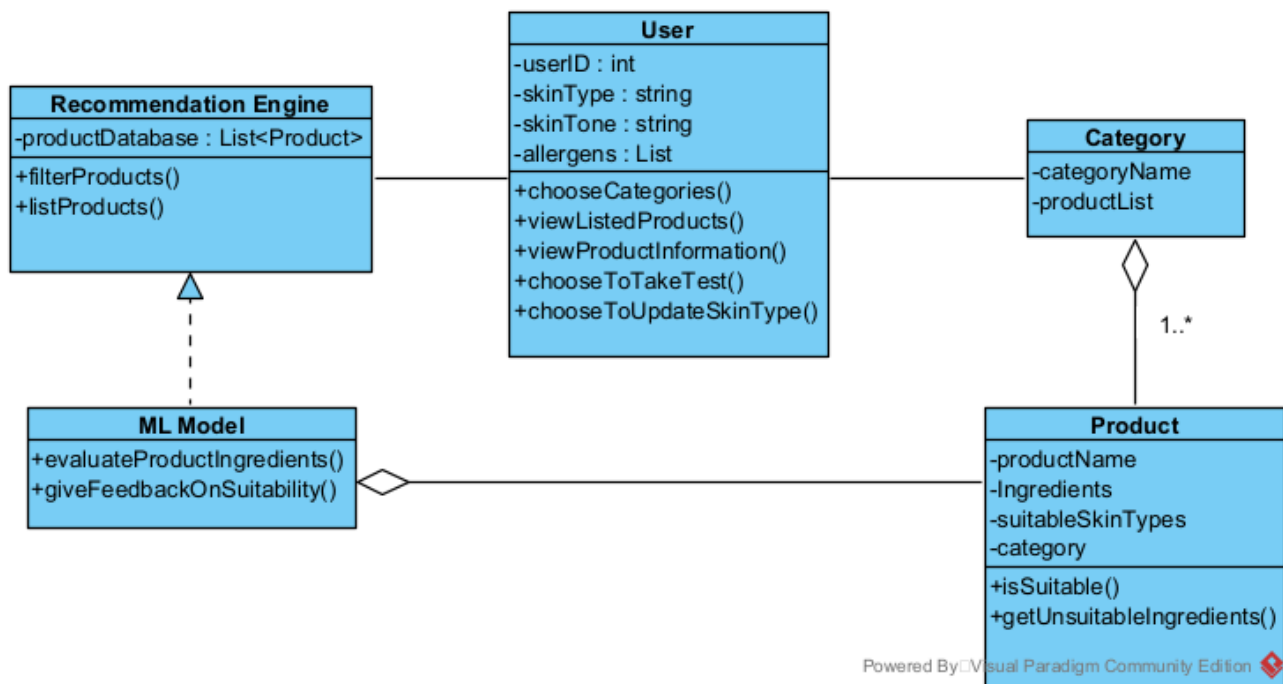 User
-userID : int
-skinType : string
-skinTone : string
-allergens : List
+chooseCategories()
+viewListedProducts()
+viewProductInformation()
+chooseToTakeTest()
+chooseToUpdateSkinType()
Recommendation Engine
-productDatabase : List<Product>
+filterProducts()
+listProducts()
Category
-categoryName
-productList
1..*
ML Model
+evaluateProductIngredients()
+giveFeedbackOnSuitability()
Product
-productName
-Ingredients
-suitableSkinTypes
-category
+isSuitable()
+getUnsuitableIngredients()
Powered By□Visual Paradigm Community Edition